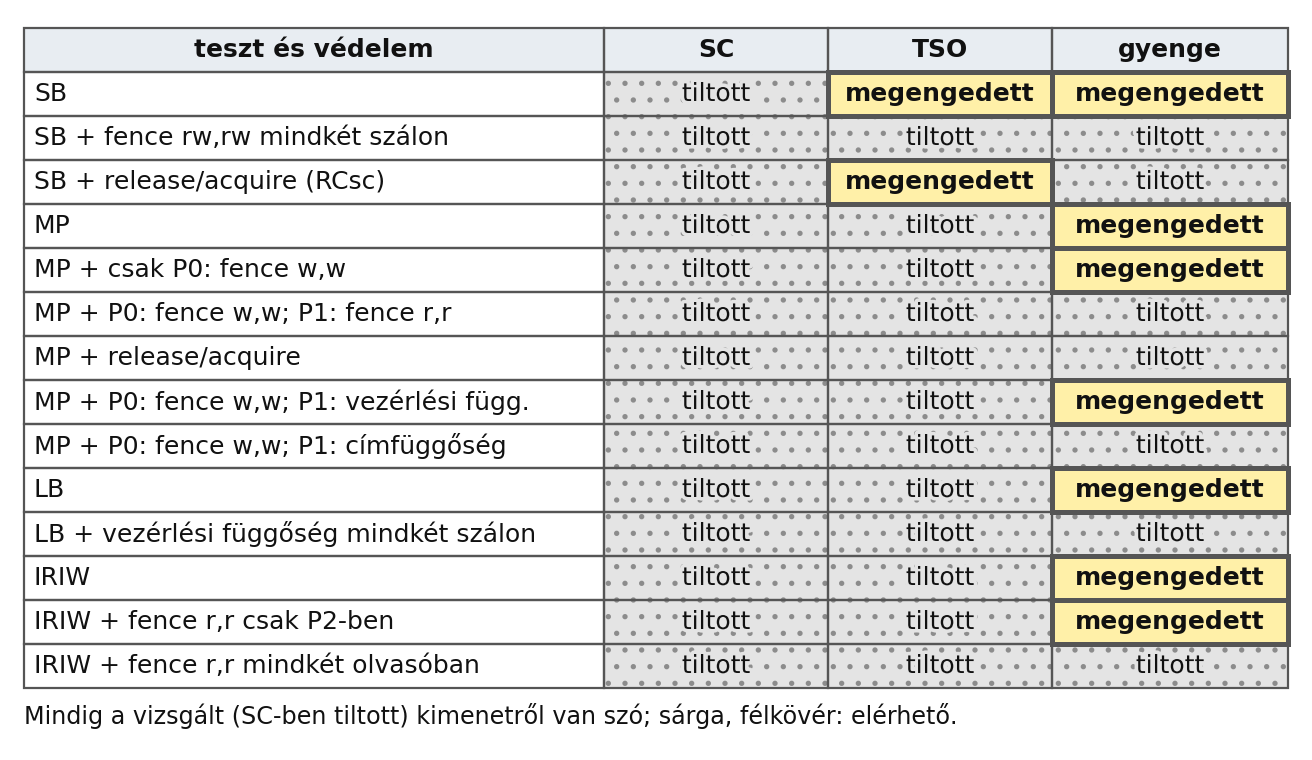 teszt és védelem SC TSO gyenge
SB tiltott megengedett megengedett
SB + fence rw,rw mindkét szálon tiltott tiltott tiltott
SB + release/acquire (RCsc) tiltott megengedett tiltott
MP tiltott tiltott megengedett
MP + csak P0: fence w,w tiltott tiltott megengedett
MP + P0: fence w,w; P1: fence r,r tiltott tiltott tiltott
MP + release/acquire tiltott tiltott tiltott
MP + P0: fence w,w; P1: vezérlési függ. tiltott tiltott megengedett
MP + P0: fence w,w; P1: címfüggőség tiltott tiltott tiltott
LB tiltott tiltott megengedett
LB + vezérlési függőség mindkét szálon tiltott tiltott tiltott
IRIW tiltott tiltott megengedett
IRIW + fence r,r csak P2-ben tiltott tiltott megengedett
IRIW + fence r,r mindkét olvasóban tiltott tiltott tiltott
Mindig a vizsgált (SC-ben tiltott) kimenetről van szó; sárga, félkövér: elérhető.